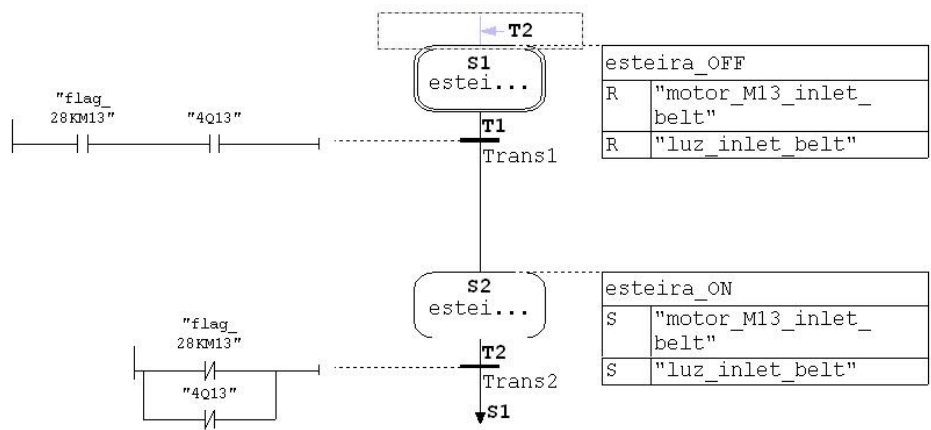 T2
S1
estei...
esteira_OFF
R "motor_M13_inlet_
belt"
R "luz_inlet_belt"
"flag_
28KM13"
"4Q13"
T1
Trans1
S2
estei...
esteira_ON
S "motor_M13_inlet_
belt"
S "luz_inlet_belt"
"flag_
28KM13"
"4Q13"
T2
Trans2
S1